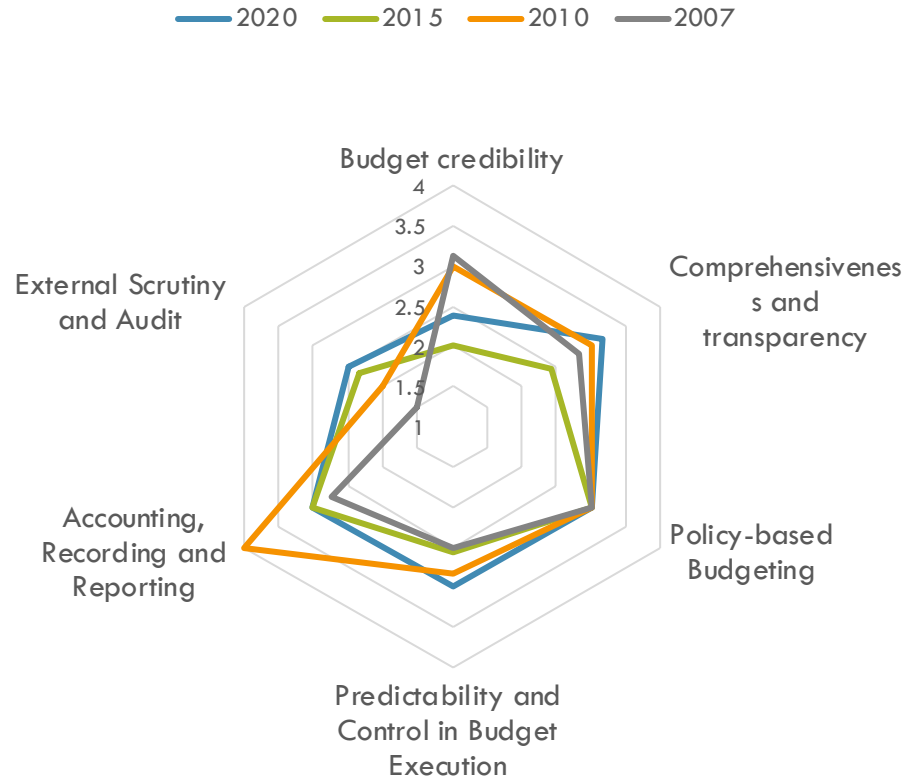 2020 2015 2010 2007
Budget credibility
4
3.5
3
2.5
2
1.5
1
Comprehensivenes
s and
transparency
Policy-based
Budgeting
Predictability and
Control in Budget
Execution
Accounting,
Recording and
Reporting
External Scrutiny
and Audit